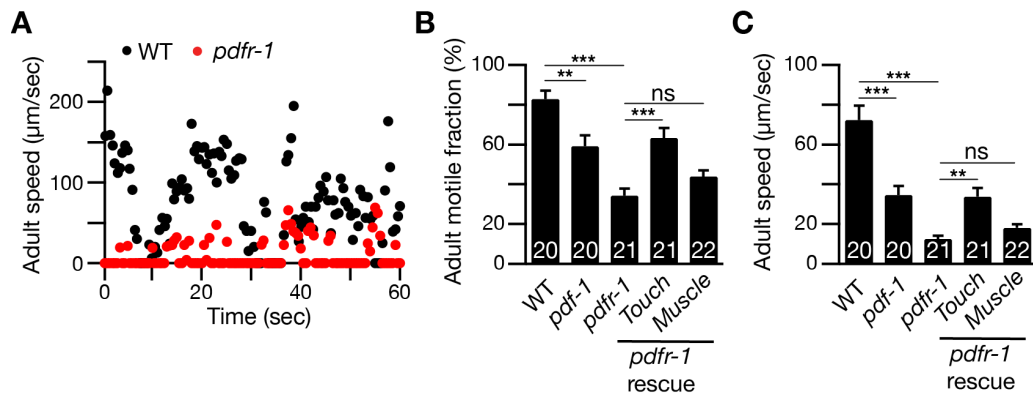 A
WT
pdfr-1
Adult speed (μm/sec)
200
100
0
0
20
40
60
Time (sec)
B
Adult motile fraction (%)
100
60
20
0
***
**
ns
***
20
20
21
21
22
WT
pdf-1
pdfr-1
Touch
Muscle
pdfr-1
rescue
C
Adult speed (μm/sec)
100
60
20
0
***
***
ns
**
20
20
21
21
22
WT
pdf-1
pdfr-1
Touch
Muscle
pdfr-1
rescue